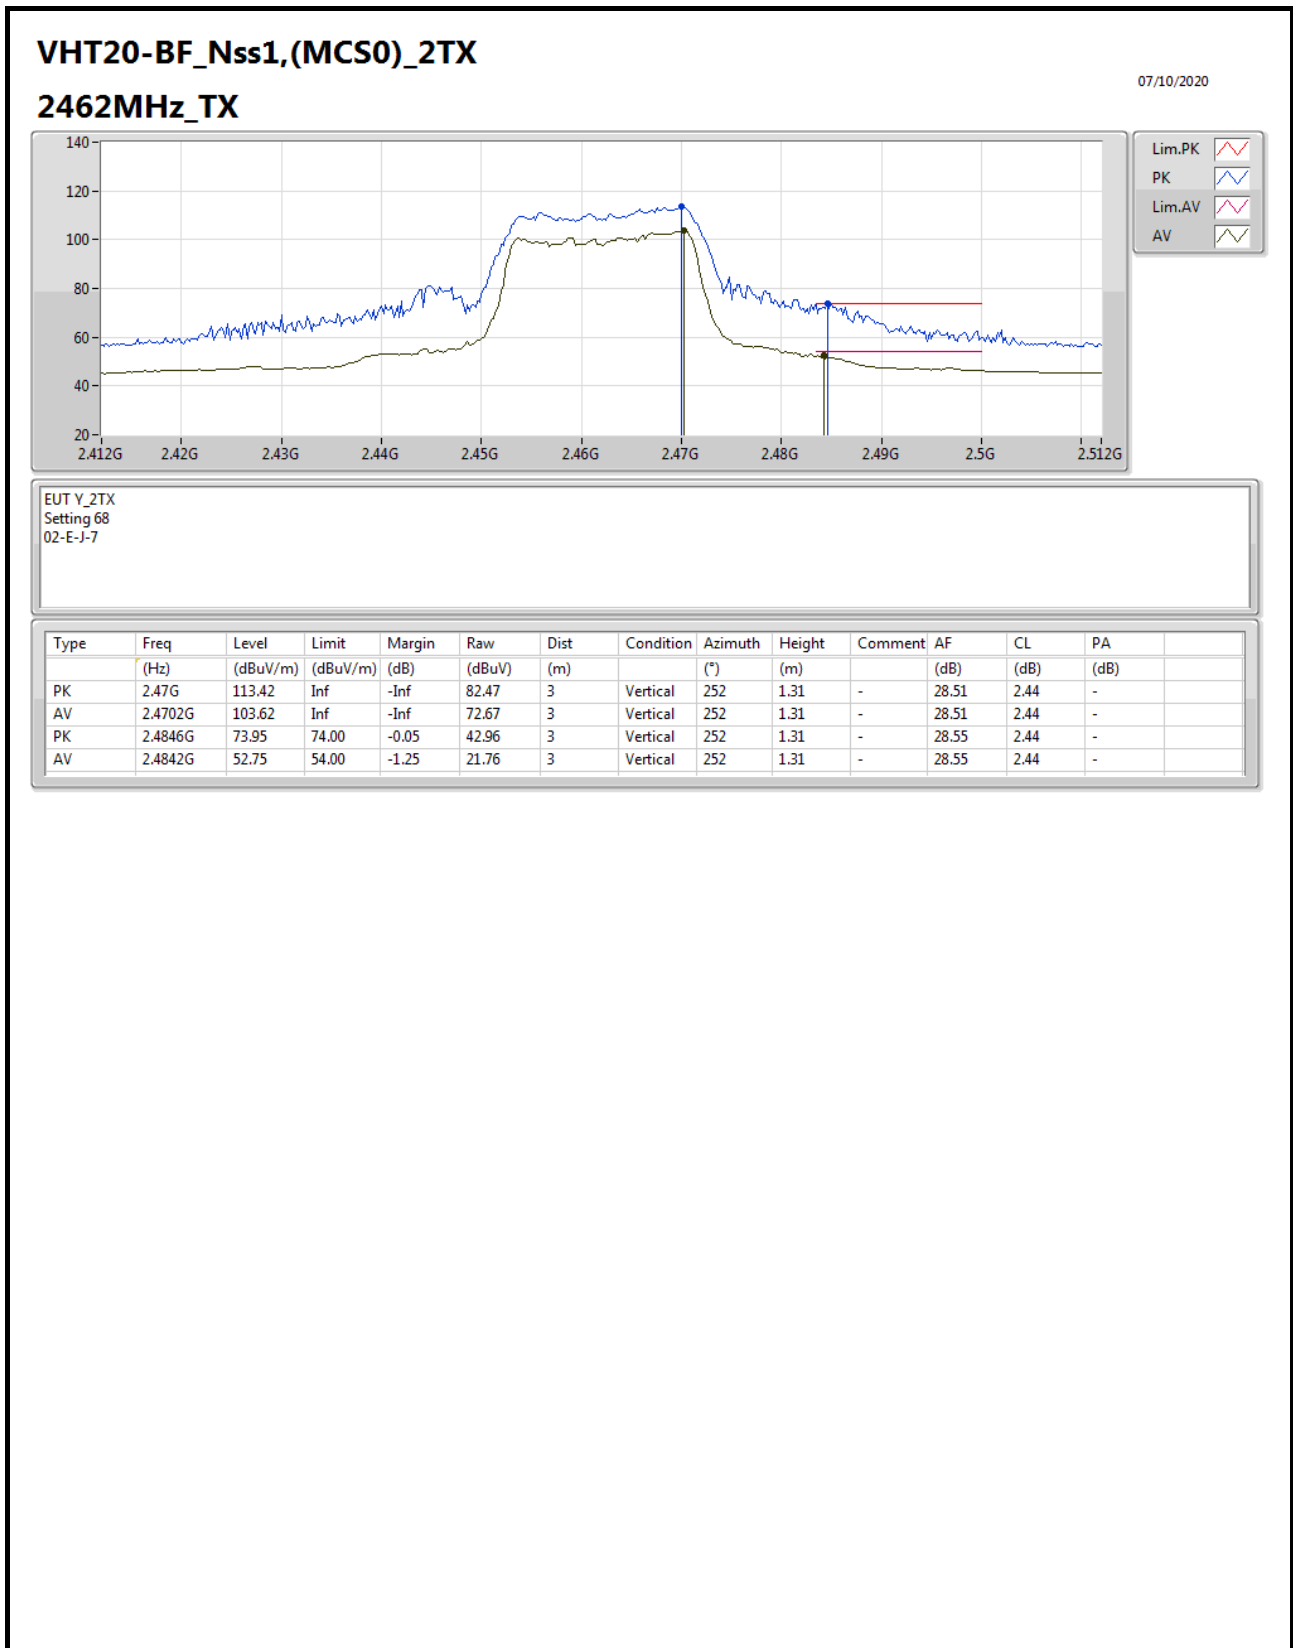 VHT20-BF_Nss1,(MCS0)_2TX
07/10/2020
2462MHz_TX
140
120
100
80
60
40
20
2.412G 2.42G 2.43G 2.44G 2.45G 2.46G 2.47G 2.48G 2.49G 2.5G 2.512G
Lim.PK
PK
Lim.AV
AV
EUT Y_2TX
Setting 68
02-E-J-7
Type Freq Level Limit Margin Raw Dist Condition Azimuth Height Comment AF CL PA
(Hz) (dBuV/m) (dBuV/m) (dB) (dBuV) (m) (°) (m) (dB) (dB) (dB)
PK 2.47G 113.42 Inf -Inf 82.47 3 Vertical 252 1.31 - 28.51 2.44 -
AV 2.4702G 103.62 Inf -Inf 72.67 3 Vertical 252 1.31 - 28.51 2.44 -
PK 2.4846G 73.95 74.00 -0.05 42.96 3 Vertical 252 1.31 - 28.55 2.44 -
AV 2.4842G 52.75 54.00 -1.25 21.76 3 Vertical 252 1.31 - 28.55 2.44 -